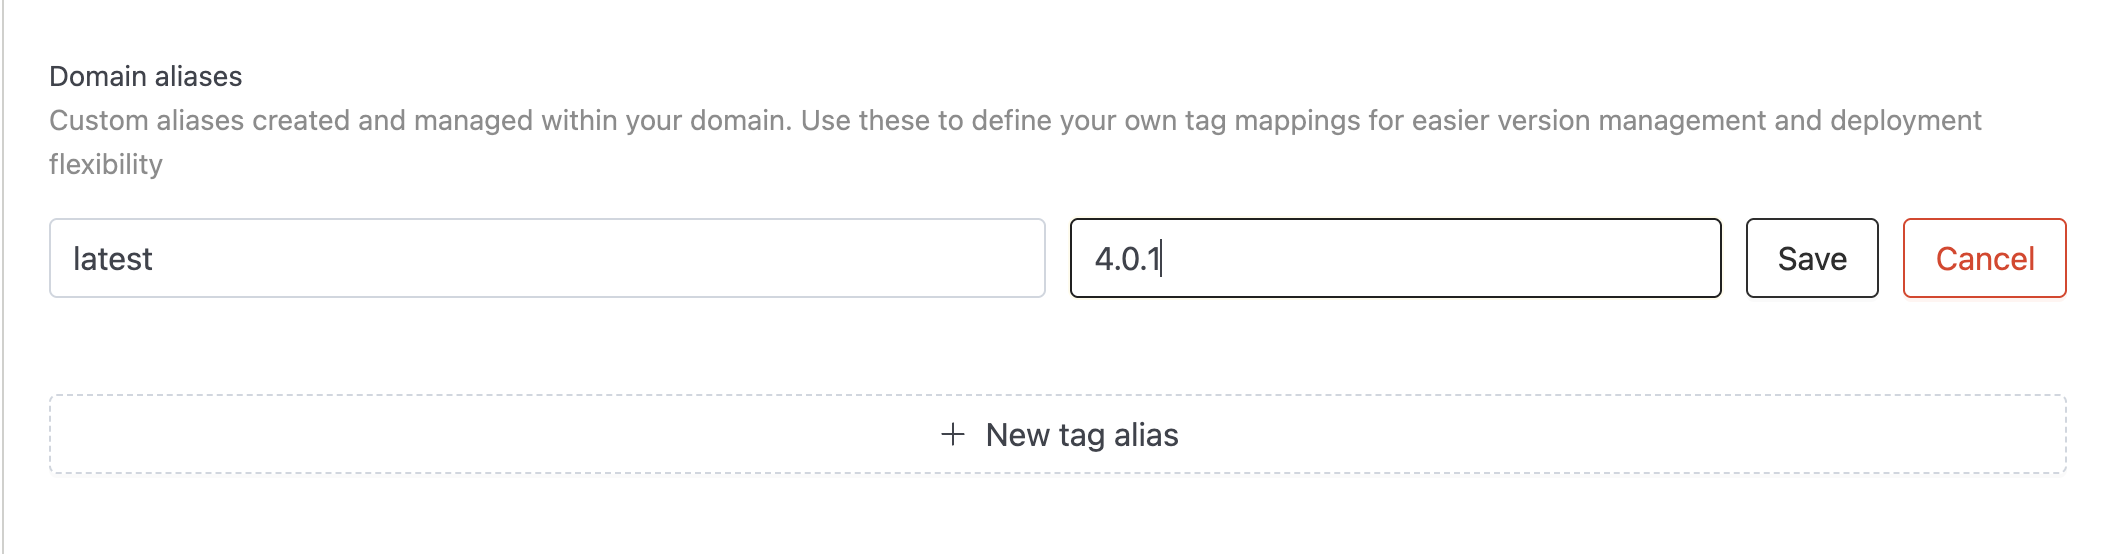 Domain aliases
Custom aliases created and managed within your domain. Use these to define your own tag mappings for easier version management and deployment
flexibility
latest 4.0.1 Save Cancel
+ New tag alias